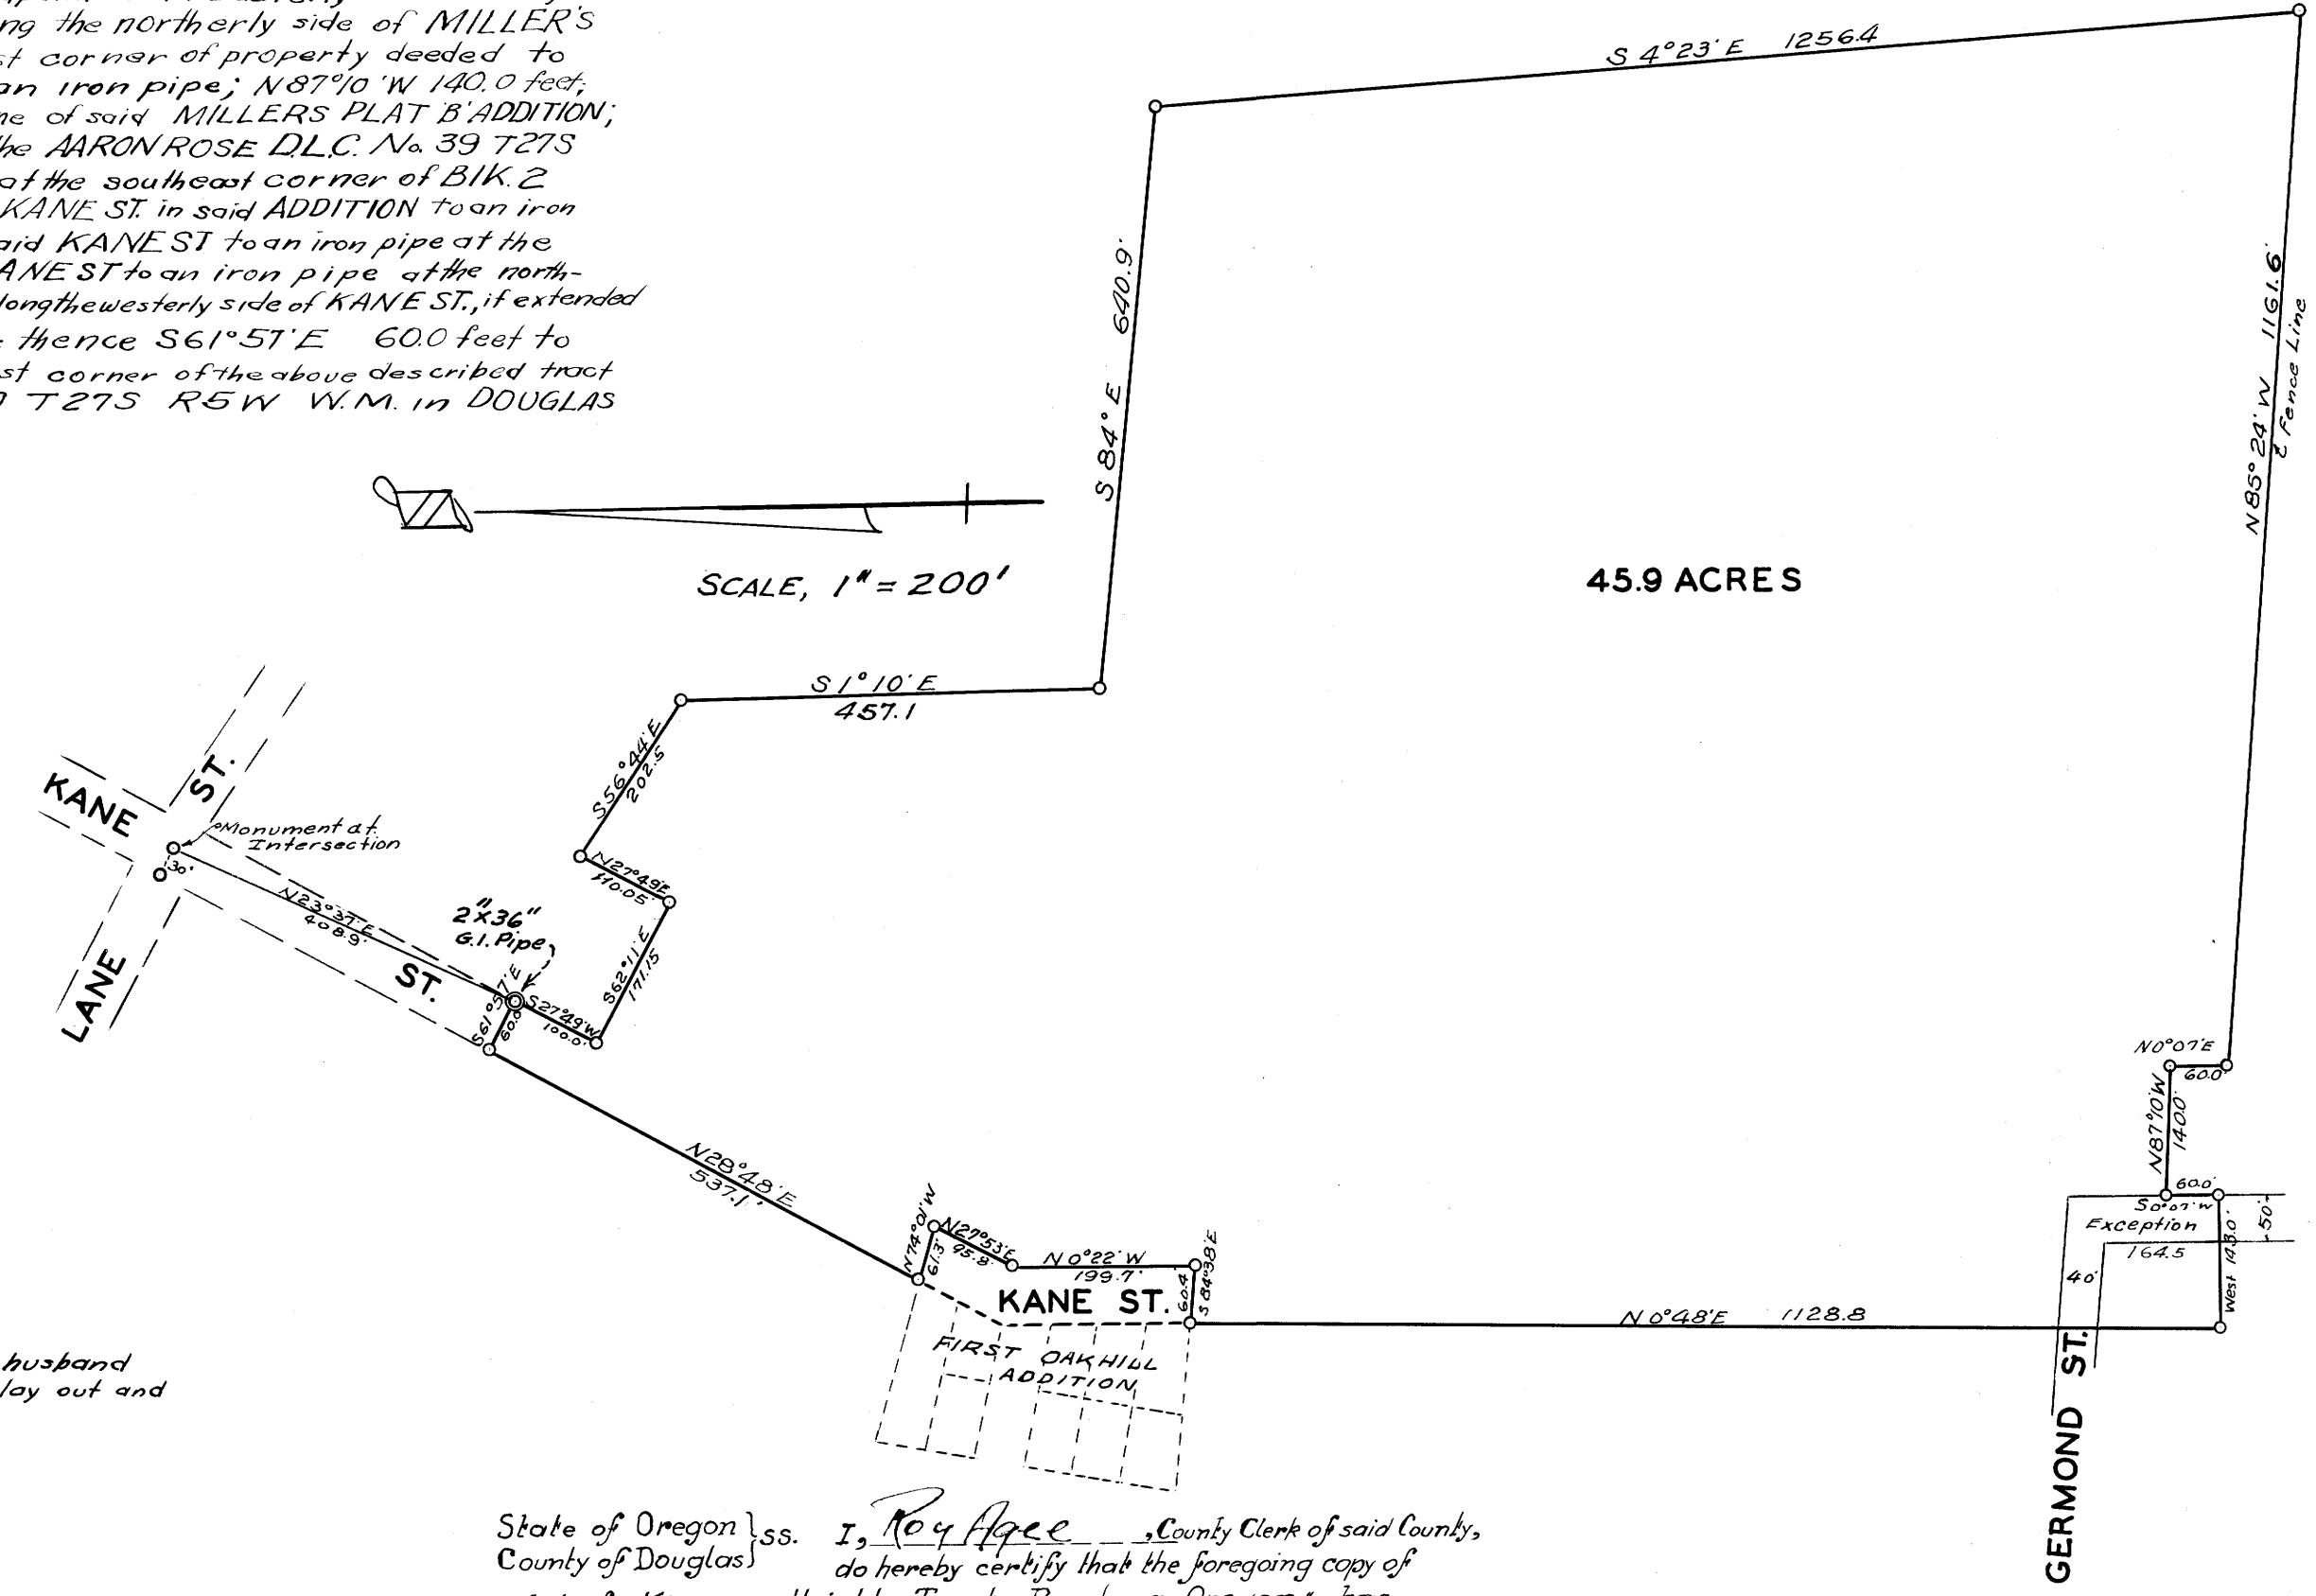 ng the northerly side of MILLER'S
st corner of property deeded to
an iron pipe; N87°10'W 140.0 feet;
ne of said MILLERS PLAT 'B' ADDITION;
the AARON ROSE D.L.C. No. 39 T27S
at the southeast corner of Blk. 2
KANE ST. in said ADDITION to an iron
aid KANE ST to an iron pipe at the
ANE ST to an iron pipe at the north-
long the westerly side of KANE ST., if extended
thence S61°57'E 60.0 feet to
st corner of the above described tract
T27S R5W W.M. in DOUGLAS
S 4°23' E 1256.4
S 84° E 640.9'
N85°24' W 1161.6'
℄ Fence Line
SCALE, 1" = 200'
45.9 ACRES
S 1°10' E
457.1
S56°44'E
202.5
KANE
ST.
Monument at
Intersection
30'
N27°49'E
110.05'
N23°37'E
408.9'
2"x36"
G.I. Pipe
ST.
LANE
S62°11'E
171.15
S61°57'E
60.0
S27°49'W
100.0'
N0°07'E
60.0'
N87°10'W
140.0'
N28°48'E
537.1'
60.0'
S0°07'W
Exception
164.5
50'
West 143.0'
40'
N74°01'W
61.3'
N27°53'E
95.8'
N0°22' W
199.7'
S84°38'E
60.4'
KANE ST.
N0°48'E 1128.8
FIRST OAKHILL
ADDITION
GERMOND ST.
husband
lay out and
State of Oregon } ss. I, Roy Agee, County Clerk of said County,
County of Douglas } do hereby certify that the foregoing copy of